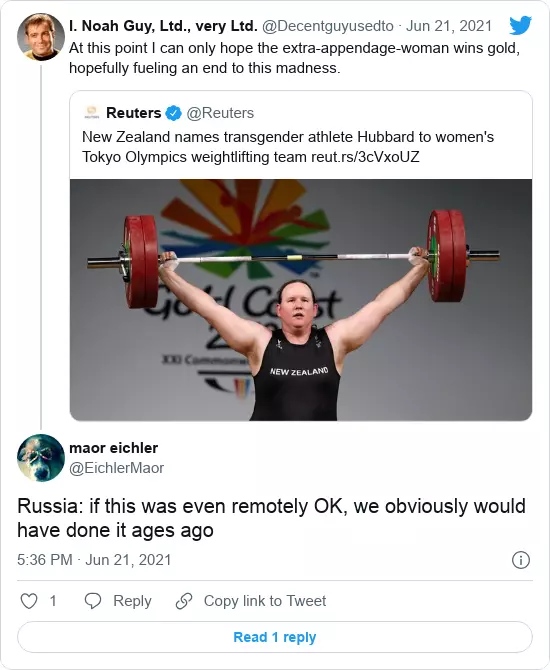 I. Noah Guy, Ltd., very Ltd. @Decentguyusedto · Jun 21, 2021
At this point I can only hope the extra-appendage-woman wins gold,
hopefully fueling an end to this madness.
Reuters @Reuters
New Zealand names transgender athlete Hubbard to women's
Tokyo Olympics weightlifting team reut.rs/3cVxoUZ
Gold Coast
XXI Commonwealth
NEW ZEALAND
maor eichler
@EichlerMaor
Russia: if this was even remotely OK, we obviously would
have done it ages ago
5:36 PM · Jun 21, 2021
1 Reply Copy link to Tweet
Read 1 reply